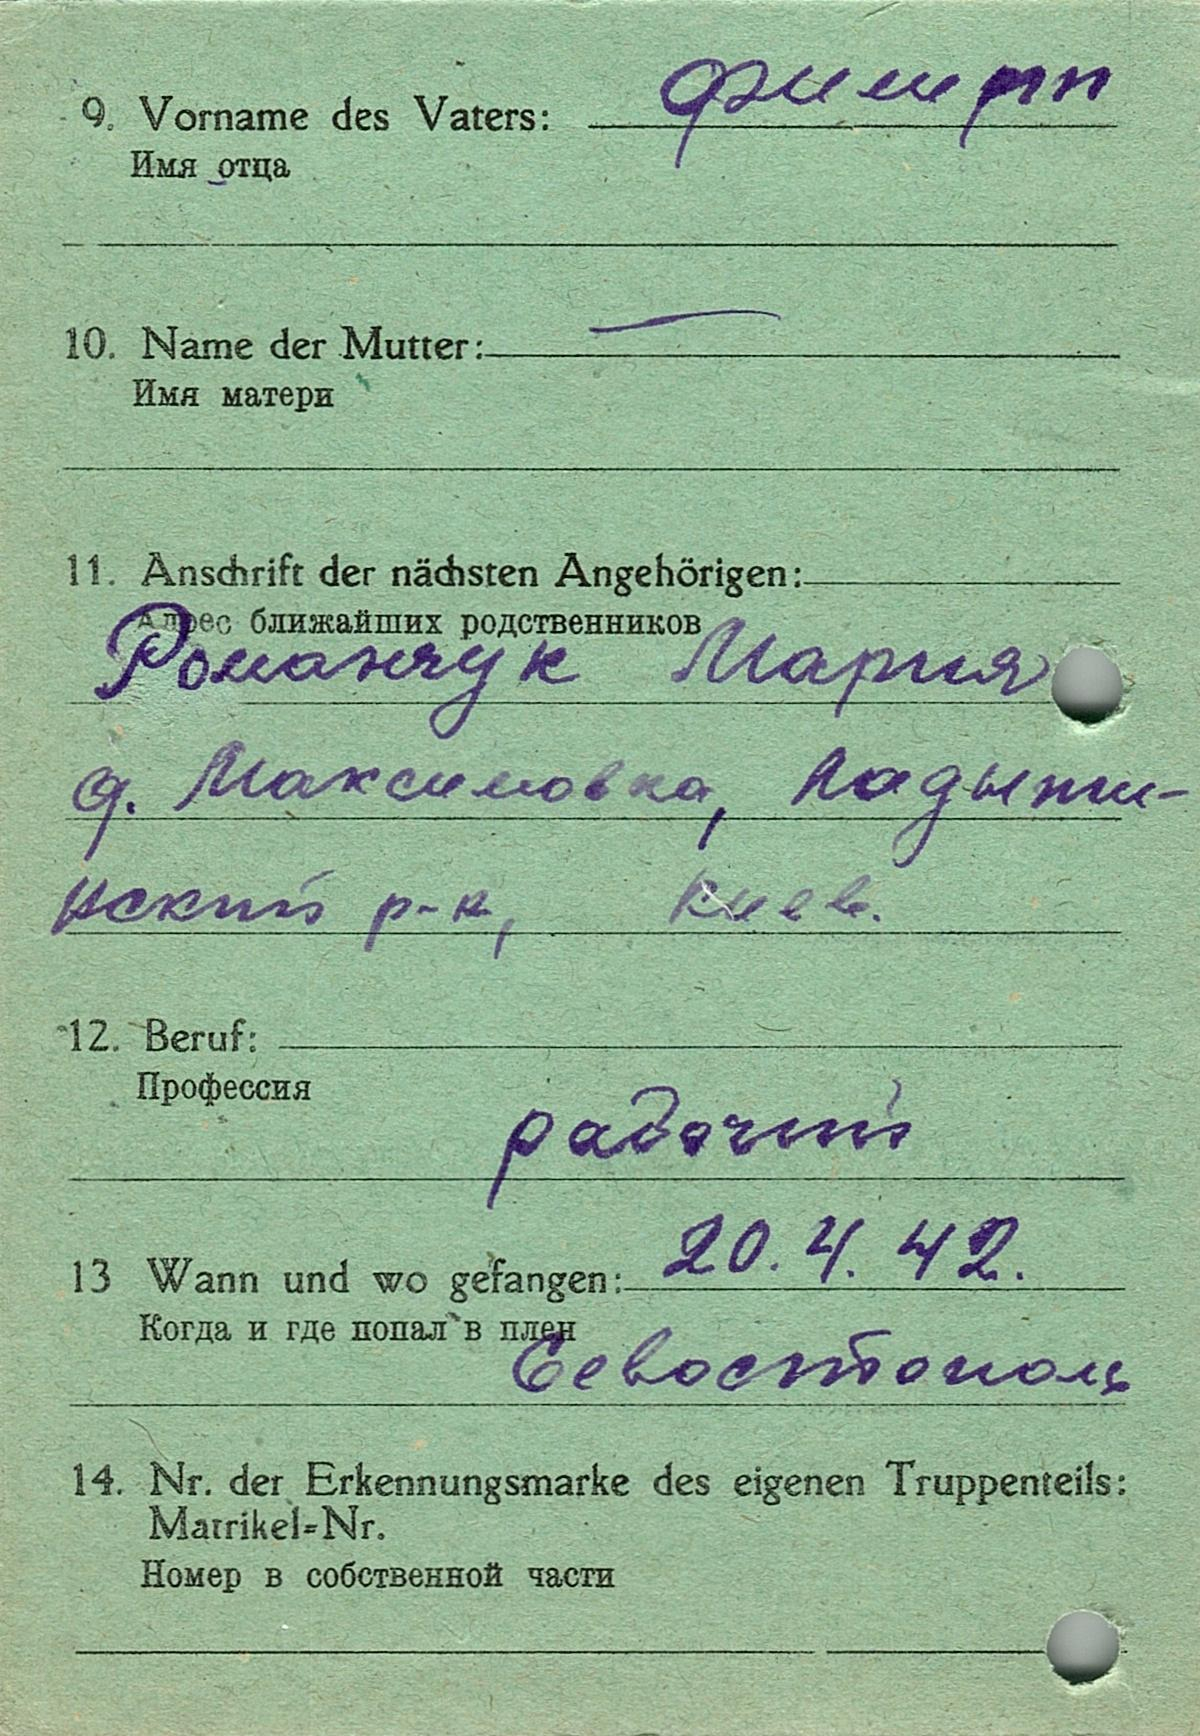 9. Vorname des Vaters: Филипп
Имя отца
10. Name der Mutter: —
Имя матери
11. Anschrift der nächsten Angehörigen:
Адрес ближайших родственников
Романчук Мария
д. Максимовка, Ладыжи-
нский р-н, Киев.
12. Beruf:
Профессия
рабочий
13 Wann und wo gefangen: 20.4.42.
Когда и где попал в плен
Севостополь
14. Nr. der Erkennungsmarke des eigenen Truppenteils:
Matrikel=Nr.
Номер в собственной части